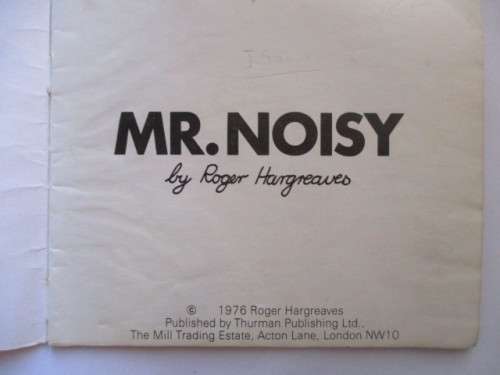 MR. NOISY
by Roger Hargreaves
© 1976 Roger Hargreaves
Published by Thurman Publishing Ltd..
The Mill Trading Estate, Acton Lane, London NW10